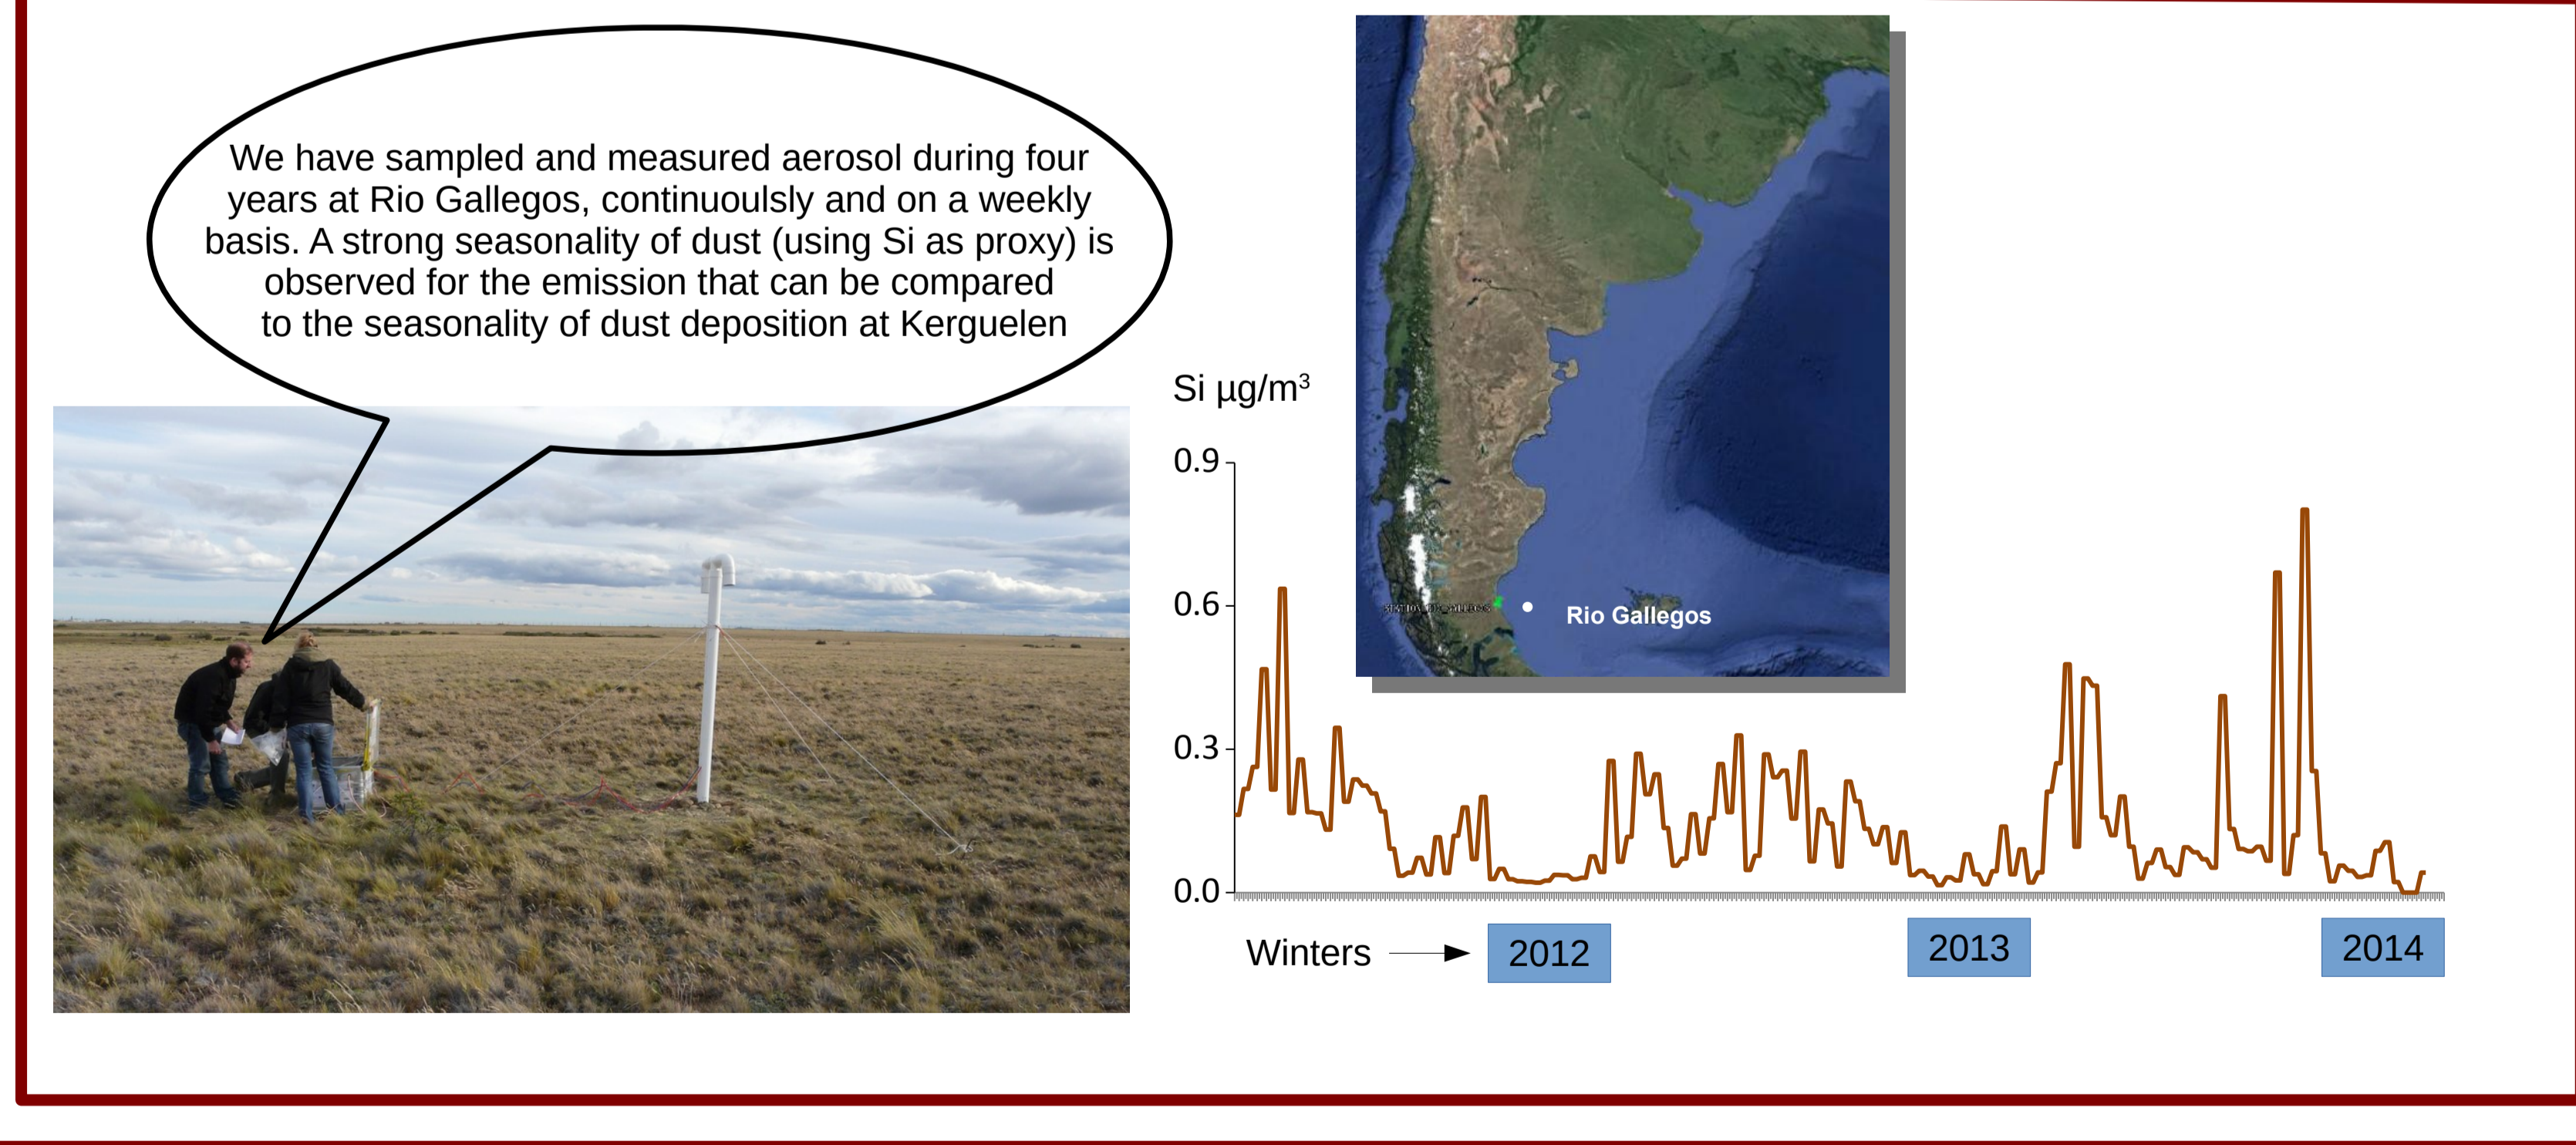 We have sampled and measured aerosol during four
years at Rio Gallegos, continuoulsly and on a weekly
basis. A strong seasonality of dust (using Si as proxy) is
observed for the emission that can be compared
to the seasonality of dust deposition at Kerguelen
Si µg/m³
0.9
0.6
0.3
0.0
Rio Gallegos
Winters
2012
2013
2014